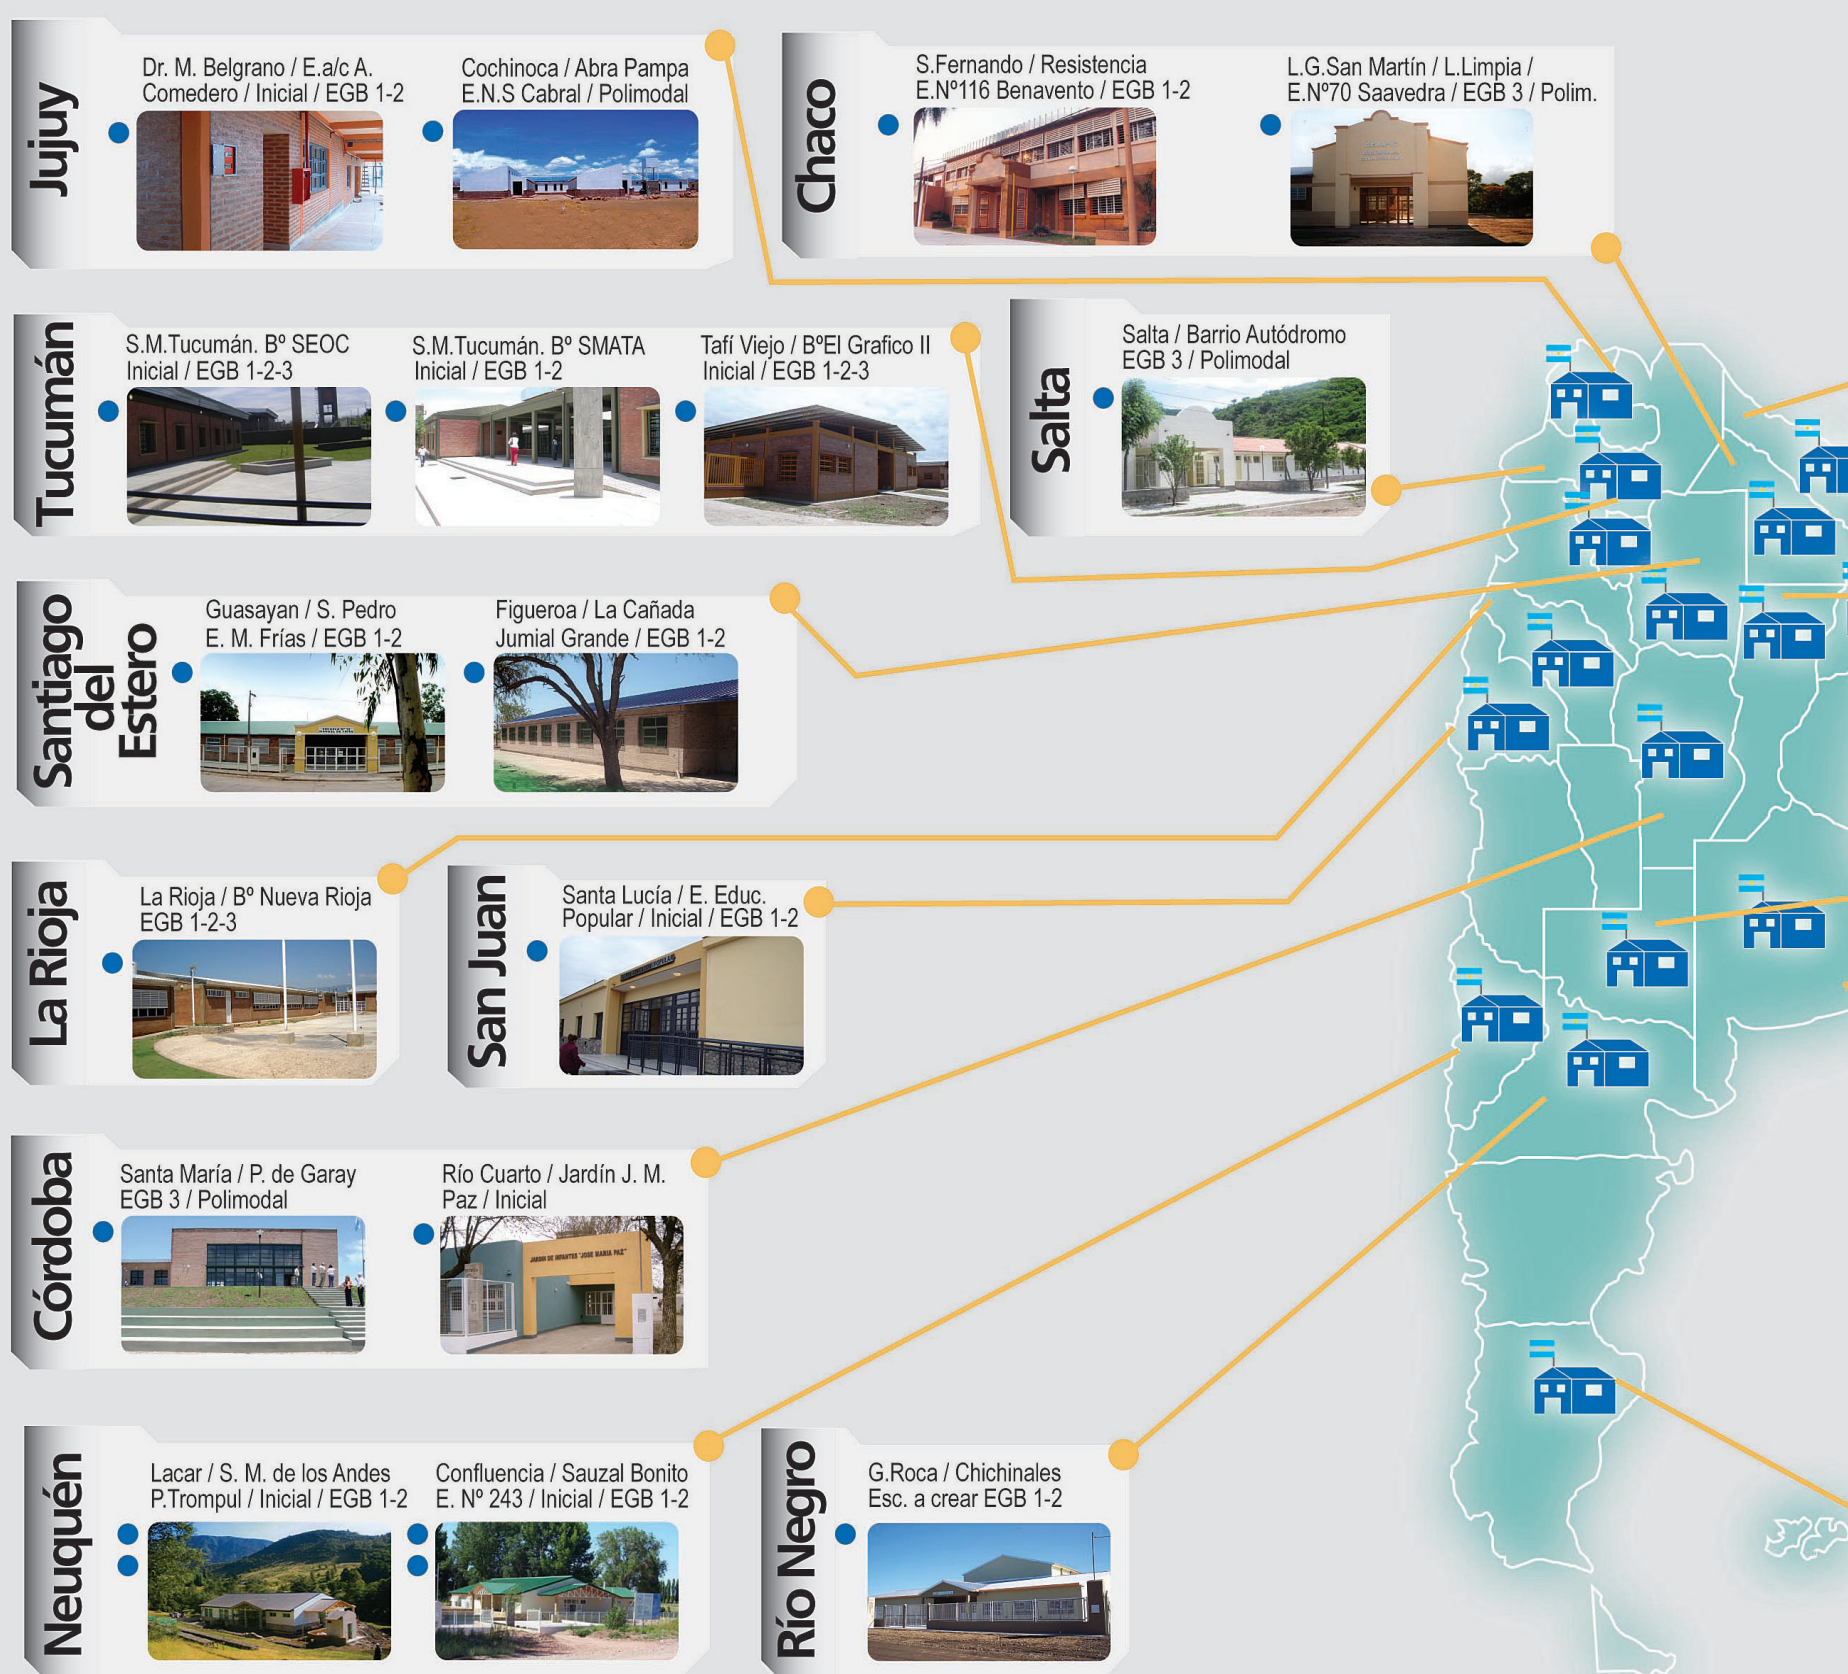 Jujuy
Dr. M. Belgrano / E.a/c A.
Comedero / Inicial / EGB 1-2
Cochinoca / Abra Pampa
E.N.S Cabral / Polimodal
Chaco
S.Fernando / Resistencia
E.Nº116 Benavento / EGB 1-2
L.G.San Martín / L.Limpia /
E.Nº70 Saavedra / EGB 3 / Polim.
Tucumán
S.M.Tucumán. Bº SEOC
Inicial / EGB 1-2-3
S.M.Tucumán. Bº SMATA
Inicial / EGB 1-2
Tafí Viejo / BºEl Grafico II
Inicial / EGB 1-2-3
Salta
Salta / Barrio Autódromo
EGB 3 / Polimodal
Santiago
del
Estero
Guasayan / S. Pedro
E. M. Frías / EGB 1-2
Figueroa / La Cañada
Jumial Grande / EGB 1-2
La Rioja
La Rioja / Bº Nueva Rioja
EGB 1-2-3
San Juan
Santa Lucía / E. Educ.
Popular / Inicial / EGB 1-2
Córdoba
Santa María / P. de Garay
EGB 3 / Polimodal
Río Cuarto / Jardín J. M.
Paz / Inicial
JARDIN DE INFANTES "JOSE MARIA PAZ"
Neuquén
Lacar / S. M. de los Andes
P.Trompul / Inicial / EGB 1-2
Confluencia / Sauzal Bonito
E. Nº 243 / Inicial / EGB 1-2
Río Negro
G.Roca / Chichinales
Esc. a crear EGB 1-2